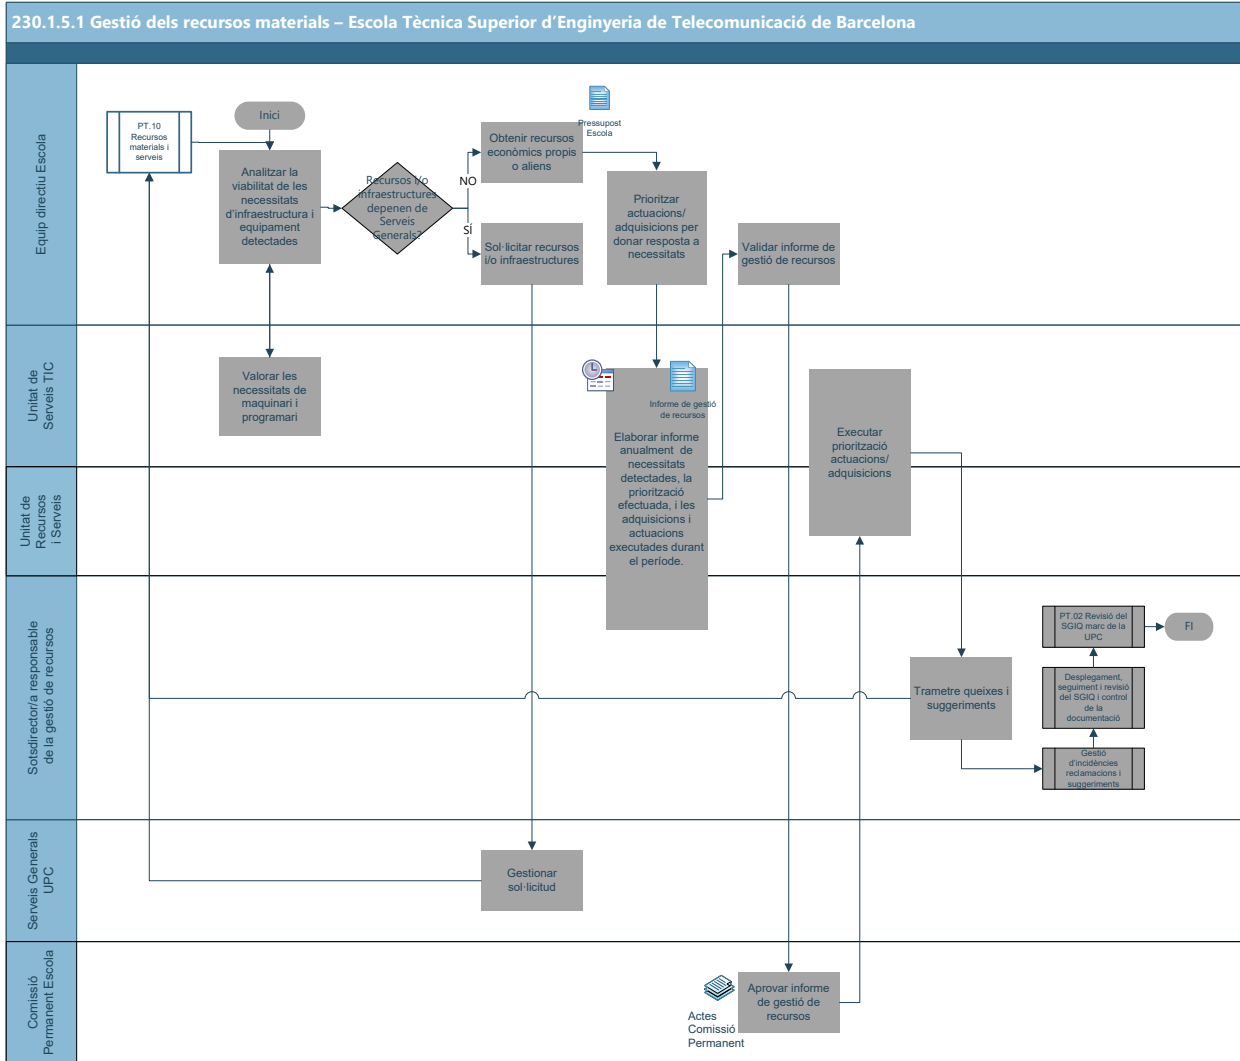 230.1.5.1 Gestió dels recursos materials – Escola Tècnica Superior d'Enginyeria de Telecomunicació de Barcelona
Equip directiu Escola
PT.10
Recursos
materials i
serveis
Inici
Analitzar la
viabilitat de les
necessitats
d'infraestructura i
equipament
detectades
Recursos i/o
infraestructures
depenen de
Serveis
Generals?
NO
SÍ
Obtenir recursos
econòmics propis
o aliens
Pressupost
Escola
Sol·licitar recursos
i/o infraestructures
Prioritzar
actuacions/
adquisicions per
donar resposta a
necessitats
Validar informe de
gestió de recursos
Unitat de
Serveis TIC
Valorar les
necessitats de
maquinari i
programari
Informe de gestió
de recursos
Elaborar informe
anualment de
necessitats
detectades, la
priorització
efectuada, i les
adquisicions i
actuacions
executades durant
el període.
Executar
priorització
actuacions/
adquisicions
Unitat de
Recursos
i Serveis
Sotsdirector/a responsable
de la gestió de recursos
Trametre queixes i
suggeriments
PT.02 Revisió del
SGIQ marc de la
UPC
FI
Desplegament,
seguiment i revisió
del SGIQ i control
de la
documentació
Gestió
d'incidències
reclamacions i
suggeriments
Serveis Generals
UPC
Gestionar
sol·licitud
Comissió
Permanent Escola
Actes
Comissió
Permanent
Aprovar informe
de gestió de
recursos